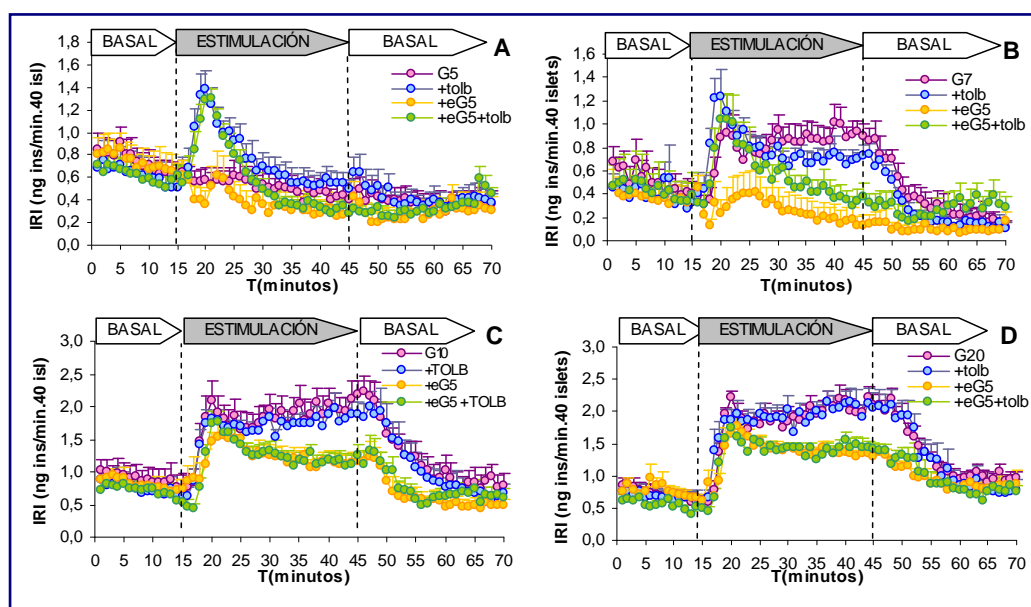 BASAL ESTIMULACIÓN BASAL
A
G5
+tolb
+eG5
+eG5+tolb
IRI (ng ins/min.40 isl)
1,8
1,6
1,4
1,2
1,0
0,8
0,6
0,4
0,2
0,0
0 5 10 15 20 25 30 35 40 45 50 55 60 65 70
T(minutos)
BASAL ESTIMULACIÓN BASAL
B
G7
+tolb
+eG5
+eG5+tolb
IRI (ng ins/min.40 islets)
1,6
1,4
1,2
1,0
0,8
0,6
0,4
0,2
0,0
0 5 10 15 20 25 30 35 40 45 50 55 60 65 70
T(minutos)
BASAL ESTIMULACIÓN BASAL
C
G10
+TOLB
+eG5
+eG5 +TOLB
IRI (ng ins/min.40 isl)
3,0
2,5
2,0
1,5
1,0
0,5
0,0
0 5 10 15 20 25 30 35 40 45 50 55 60 65 70
T(minutos)
BASAL ESTIMULACIÓN BASAL
D
G20
+tolb
+eG5
+eG5+tolb
IRI (ng ins/min.40 islets)
3,0
2,5
2,0
1,5
1,0
0,5
0,0
0 5 10 15 20 25 30 35 40 45 50 55 60 65 70
T(minutos)